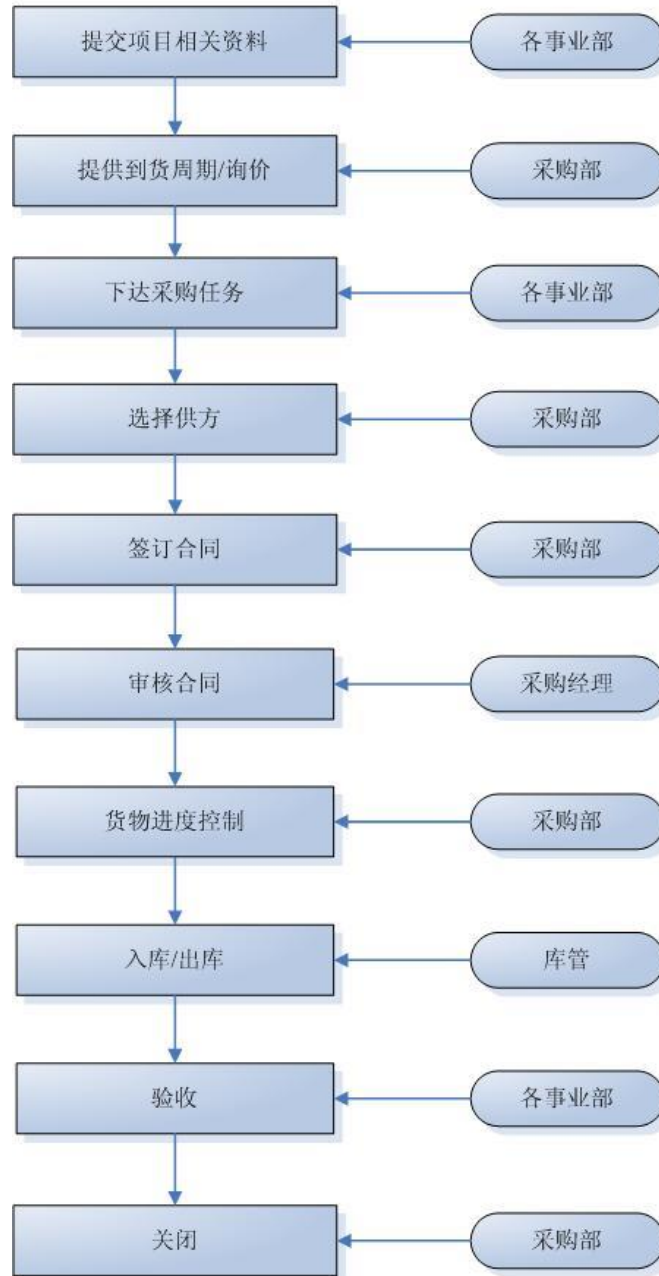 提交项目相关资料
各事业部
提供到货周期/询价
采购部
下达采购任务
各事业部
选择供方
采购部
签订合同
采购部
审核合同
采购经理
货物进度控制
采购部
入库/出库
库管
验收
各事业部
关闭
采购部